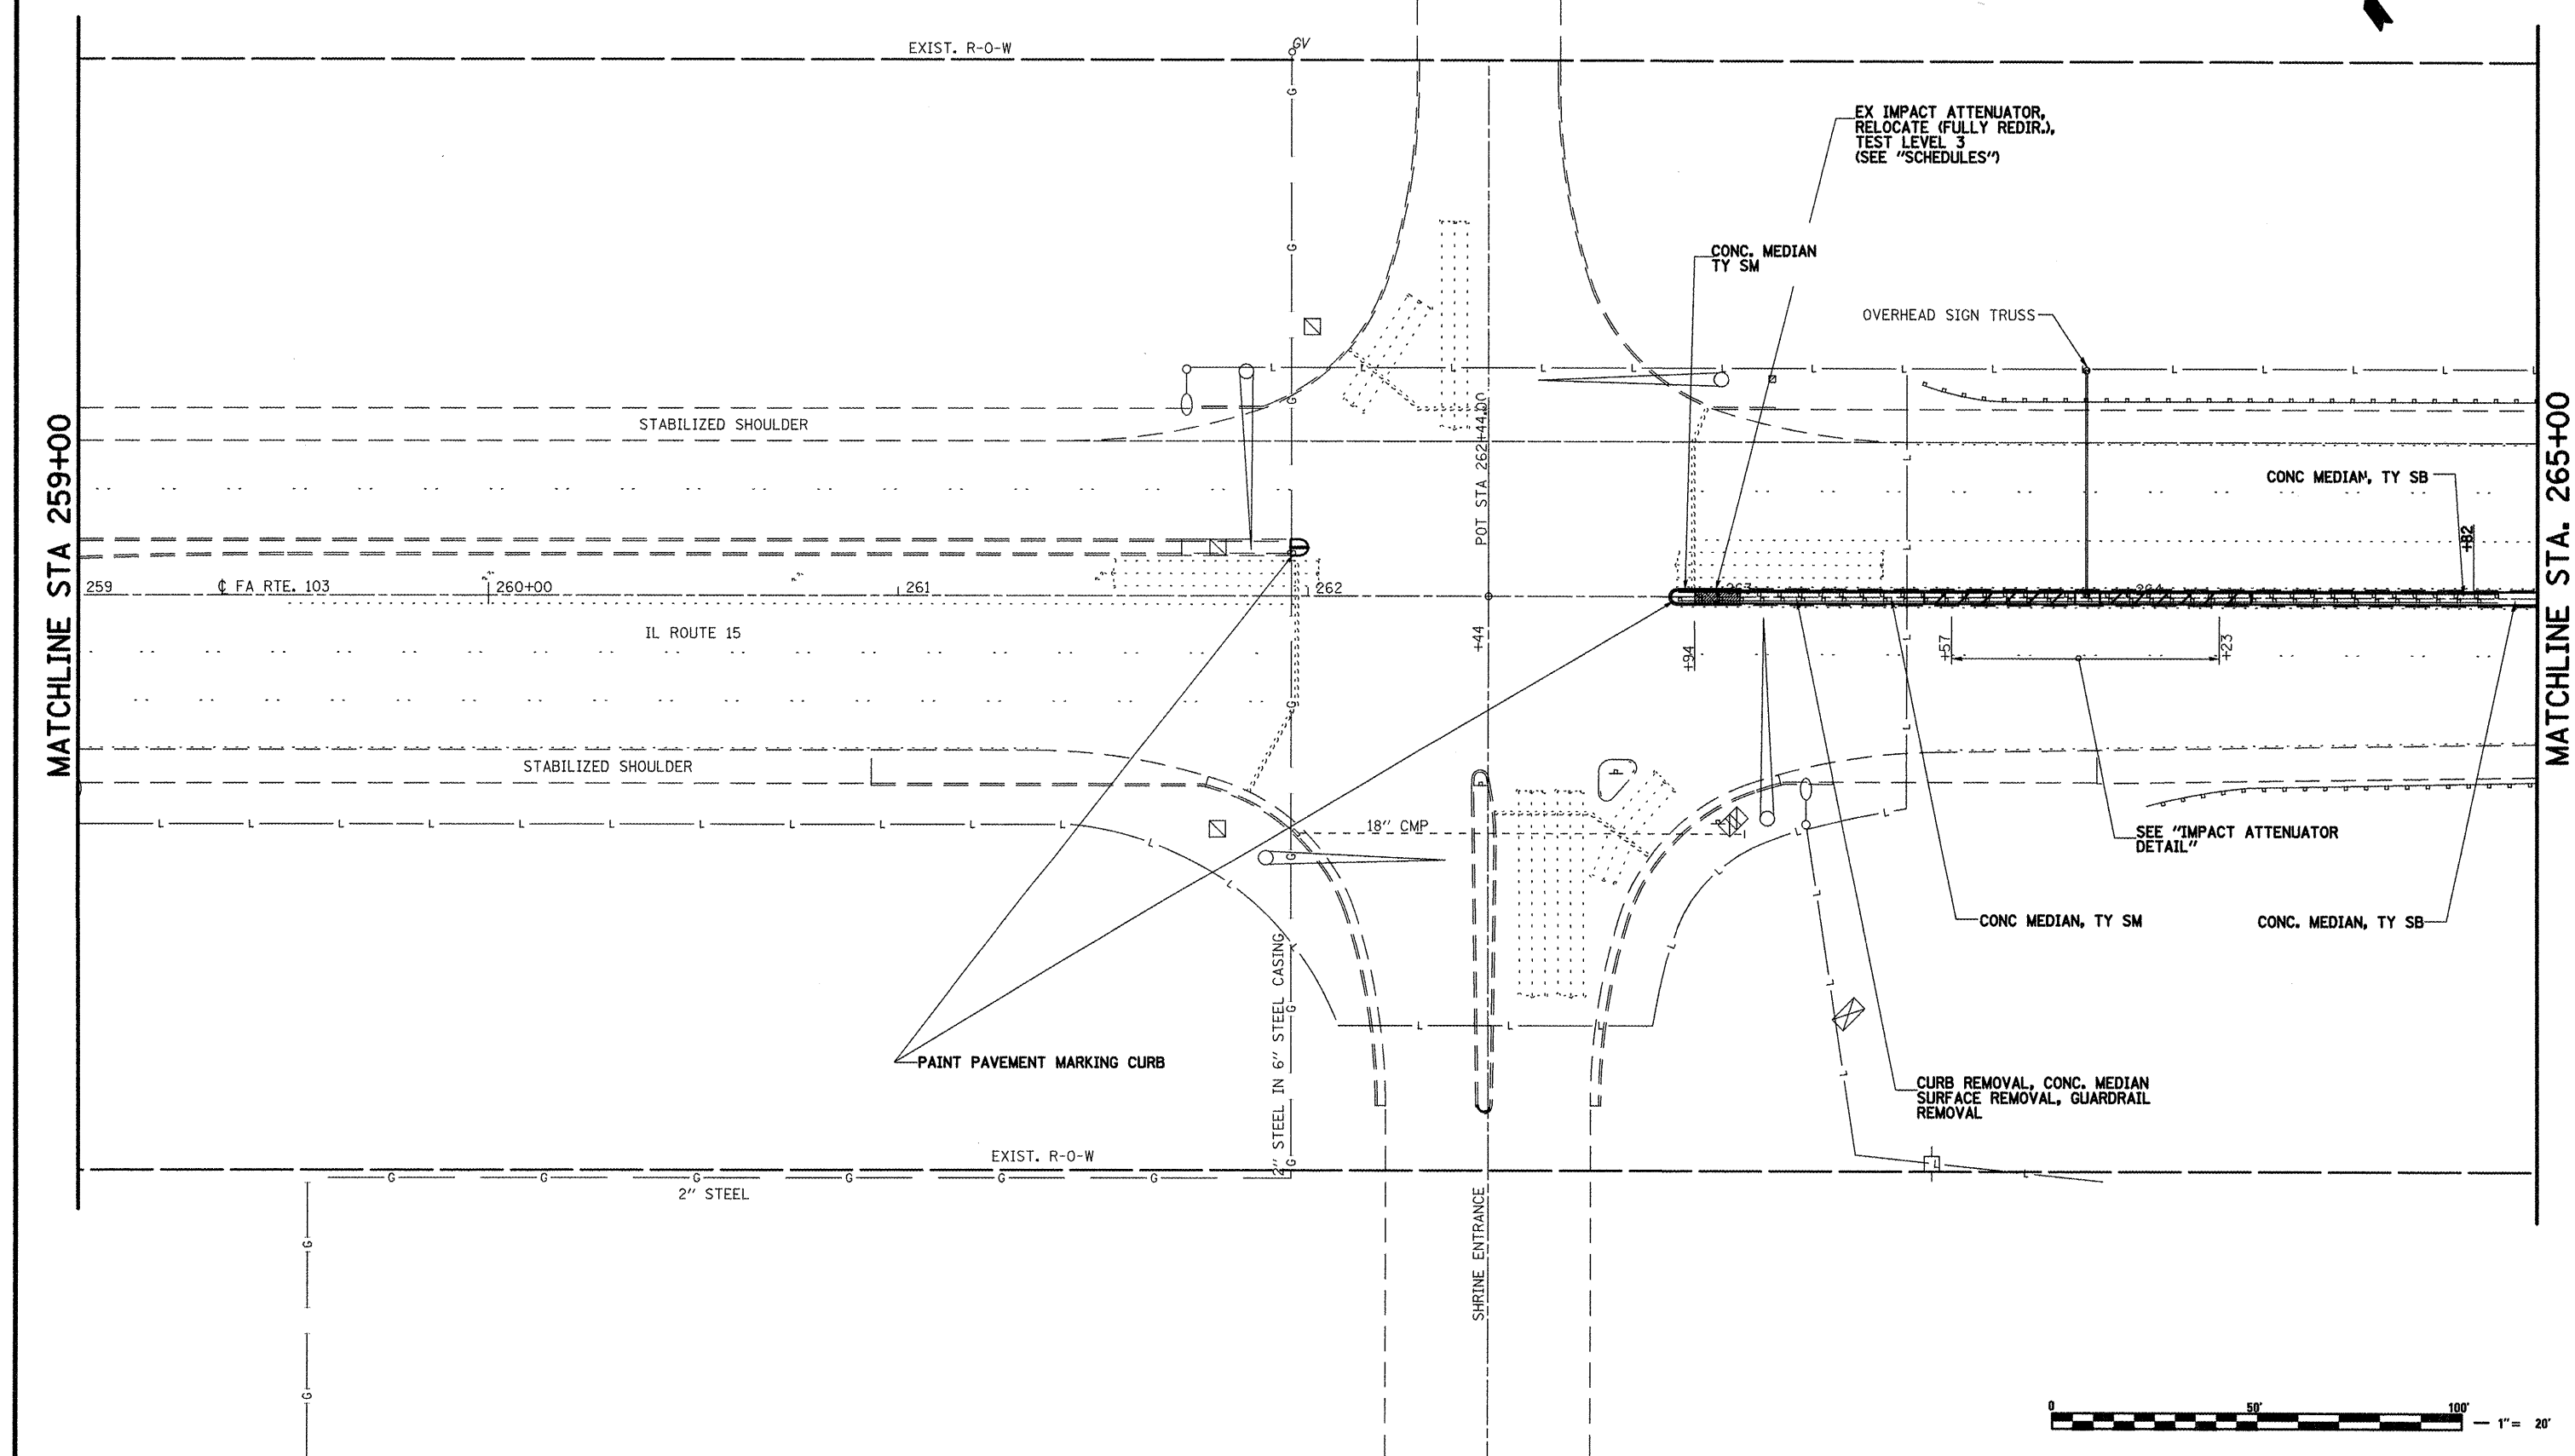 EXIST. R-O-W
GV
EX IMPACT ATTENUATOR,
RELOCATE (FULLY REDIR.),
TEST LEVEL 3
(SEE "SCHEDULES")
CONC. MEDIAN
TY SM
OVERHEAD SIGN TRUSS
STABILIZED SHOULDER
POT STA 262+44.00
CONC MEDIAN, TY SB
+82
MATCHLINE STA 259+00
MATCHLINE STA. 265+00
259
℄ FA RTE. 103
260+00
261
262
263
264
IL ROUTE 15
+44
+94
+57
+23
STABILIZED SHOULDER
18" CMP
SEE "IMPACT ATTENUATOR
DETAIL"
CONC MEDIAN, TY SM
CONC. MEDIAN, TY SB
2" STEEL IN 6" STEEL CASING
PAINT PAVEMENT MARKING CURB
CURB REMOVAL, CONC. MEDIAN
SURFACE REMOVAL, GUARDRAIL
REMOVAL
EXIST. R-O-W
2" STEEL
SHRINE ENTRANCE
0 50' 100'
1"= 20'